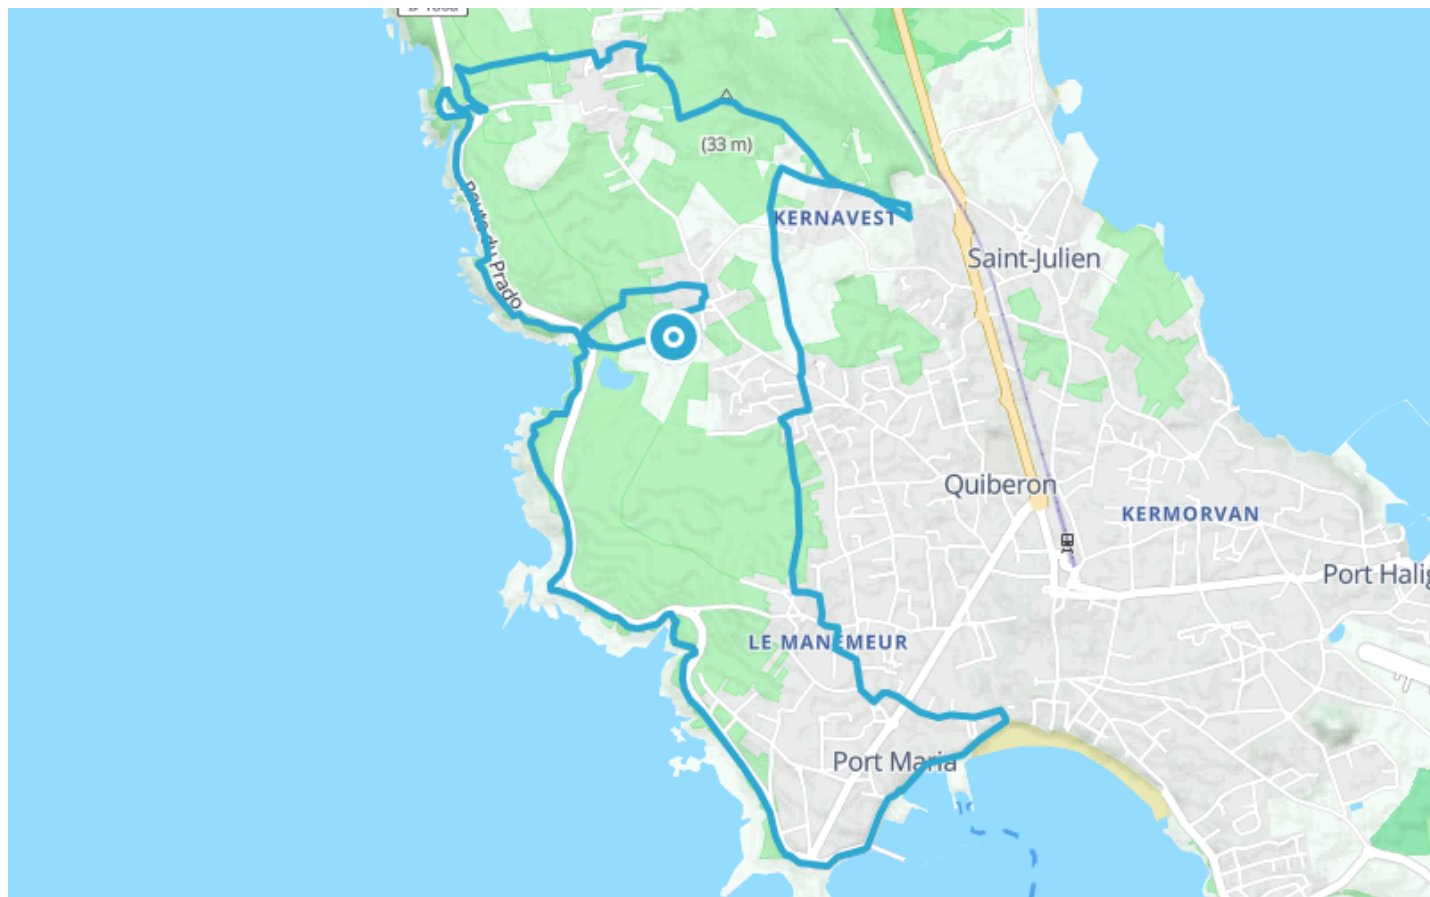 (33 m)
KERNAVEST
Route du Prado
Saint-Julien
Quiberon
KERMORVAN
Port Halig
LE MANEMEUR
Port Maria